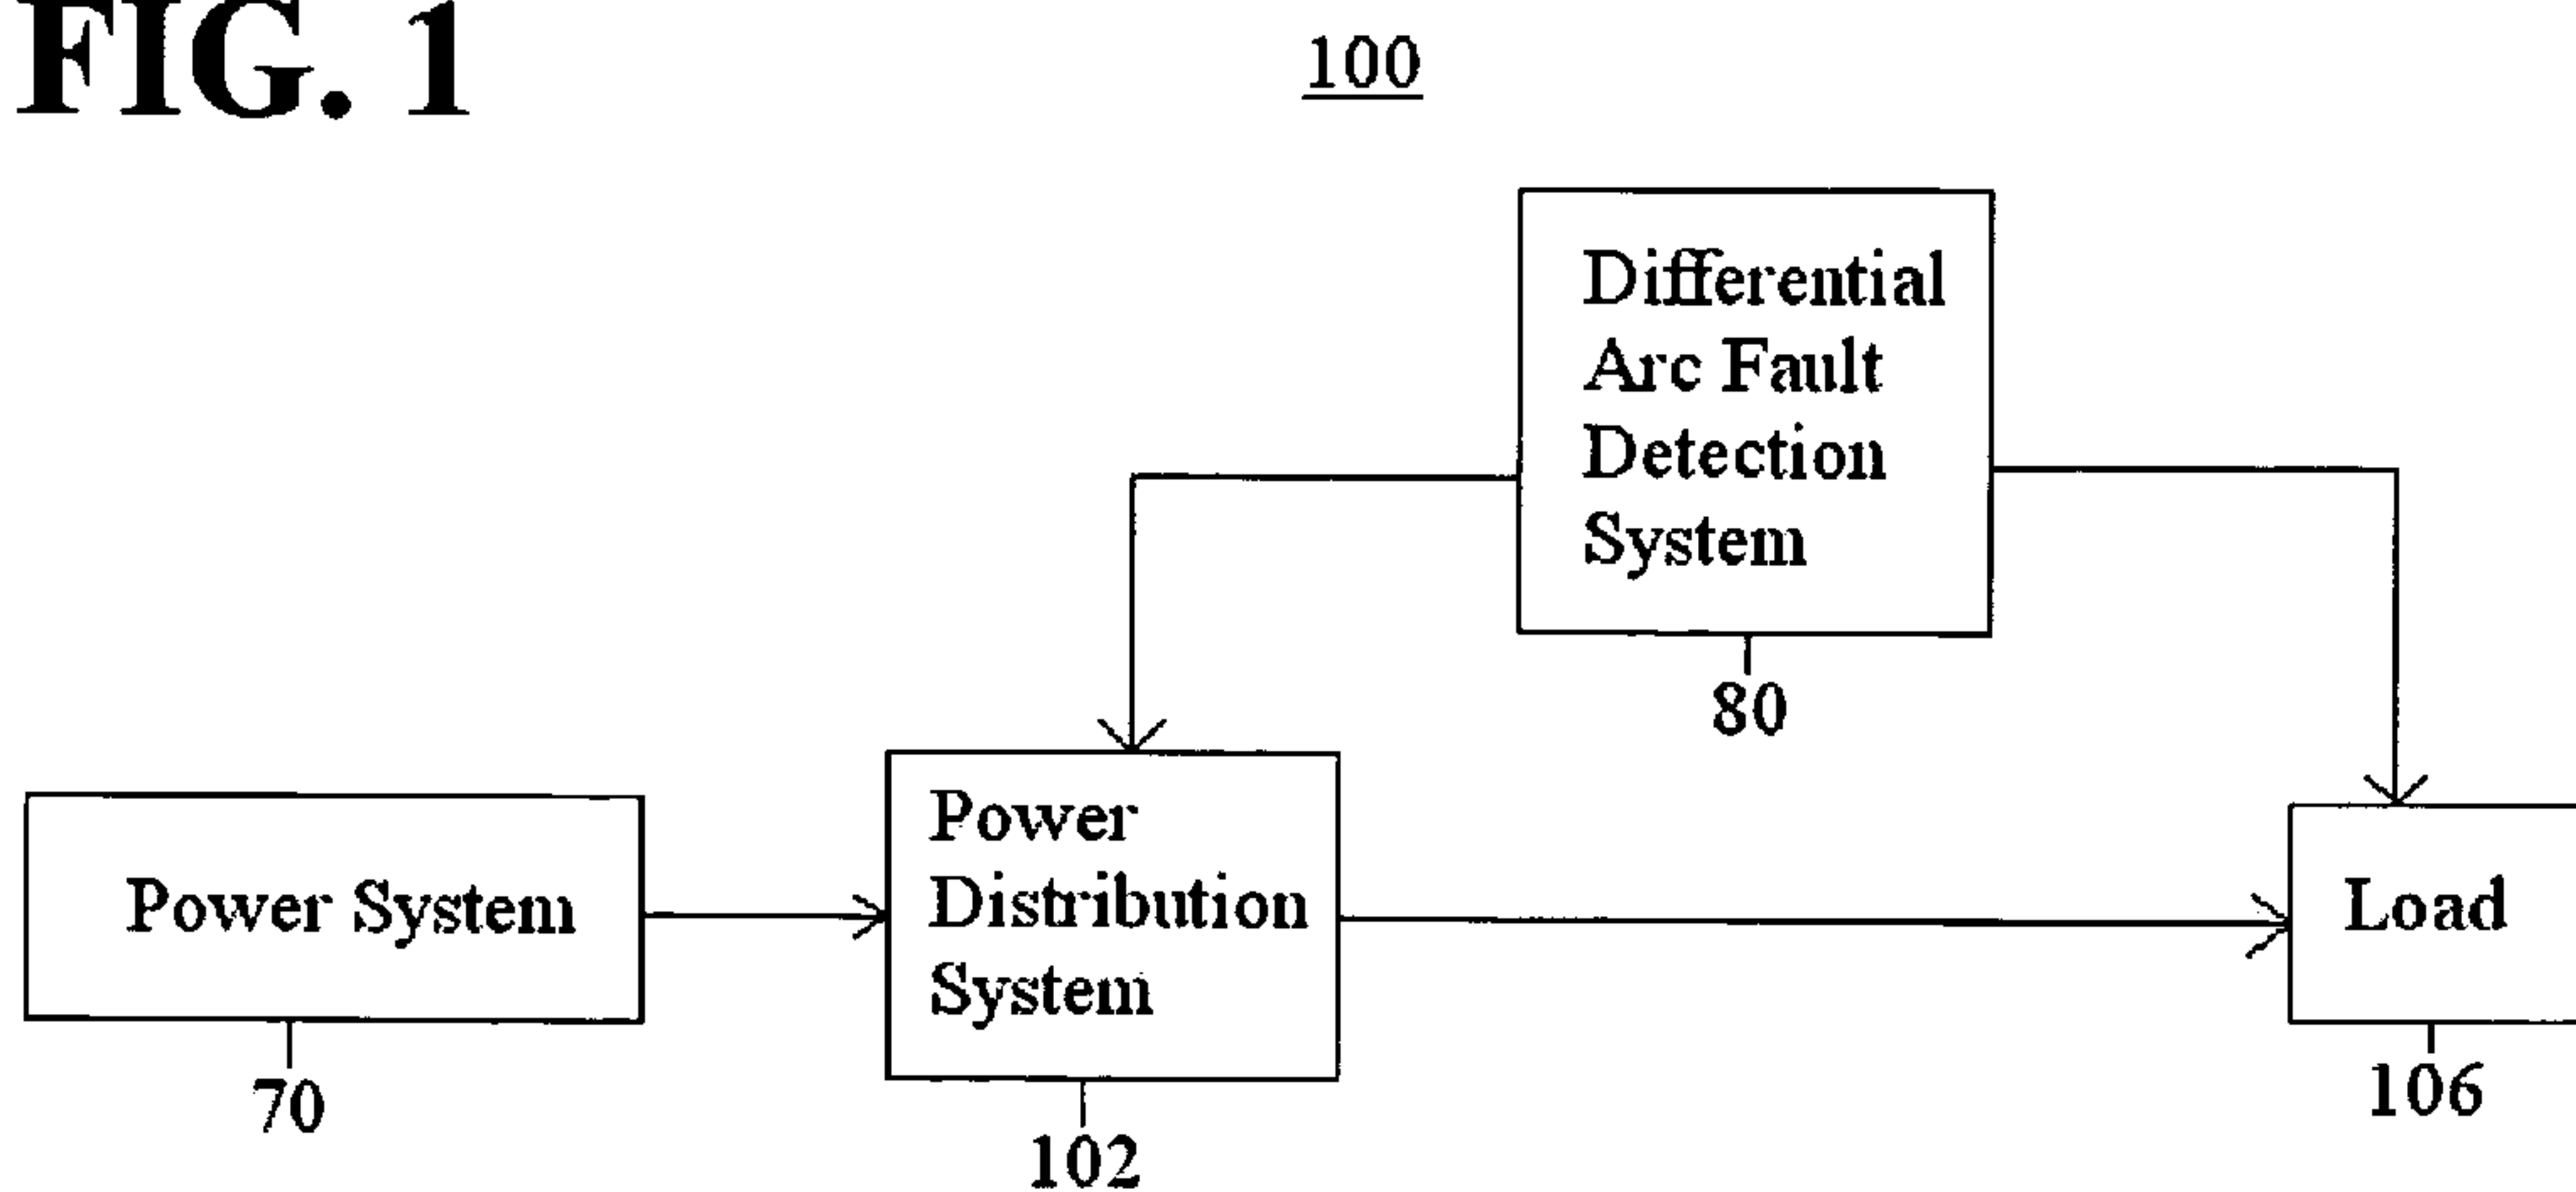 FIG. 1
100
Differential
Arc Fault
Detection
System
80
Power System
70
Power
Distribution
System
102
Load
106